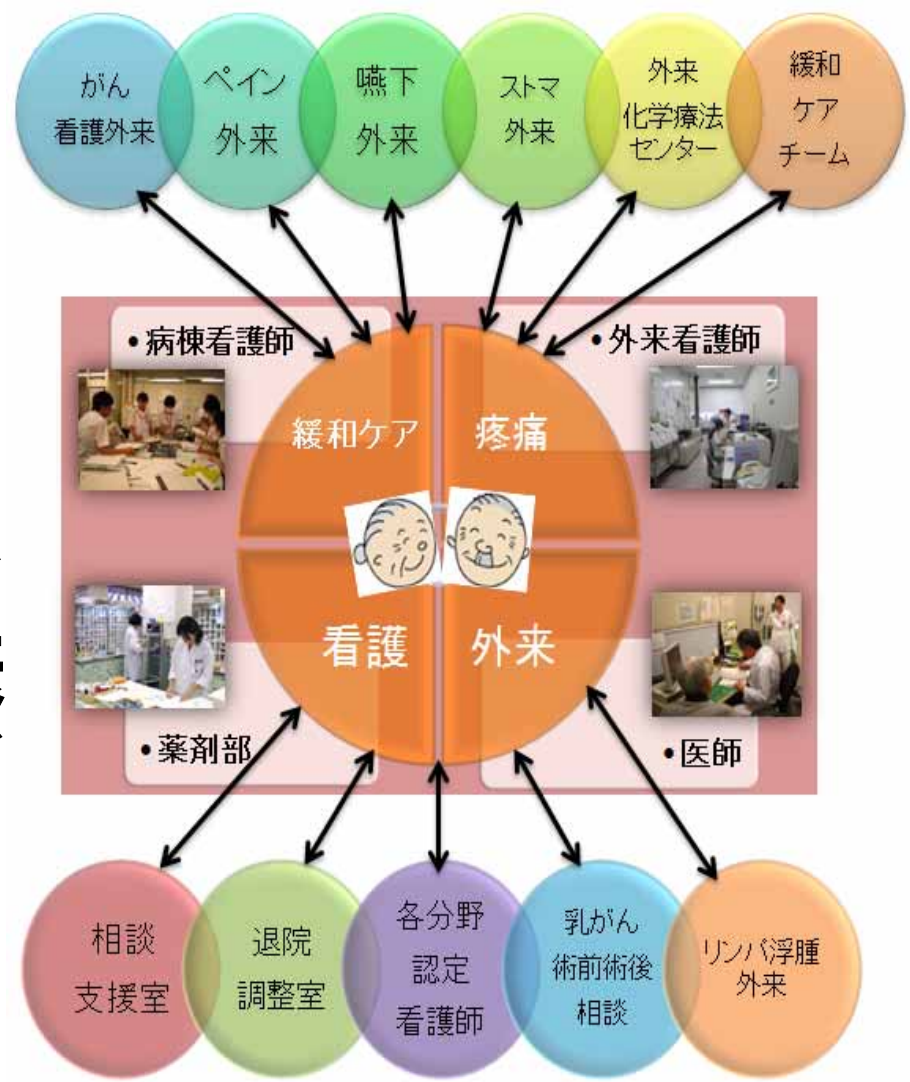 がん
看護外来
ペイン
外来
嚥下
外来
ストマ
外来
外来
化学療法
センター
緩和
ケア
チーム
•病棟看護師
•外来看護師
緩和ケア
疼痛
看護
外来
•薬剤部
•医師
相談
支援室
退院
調整室
各分野
認定
看護師
乳がん
術前術後
相談
リンパ浮腫
外来